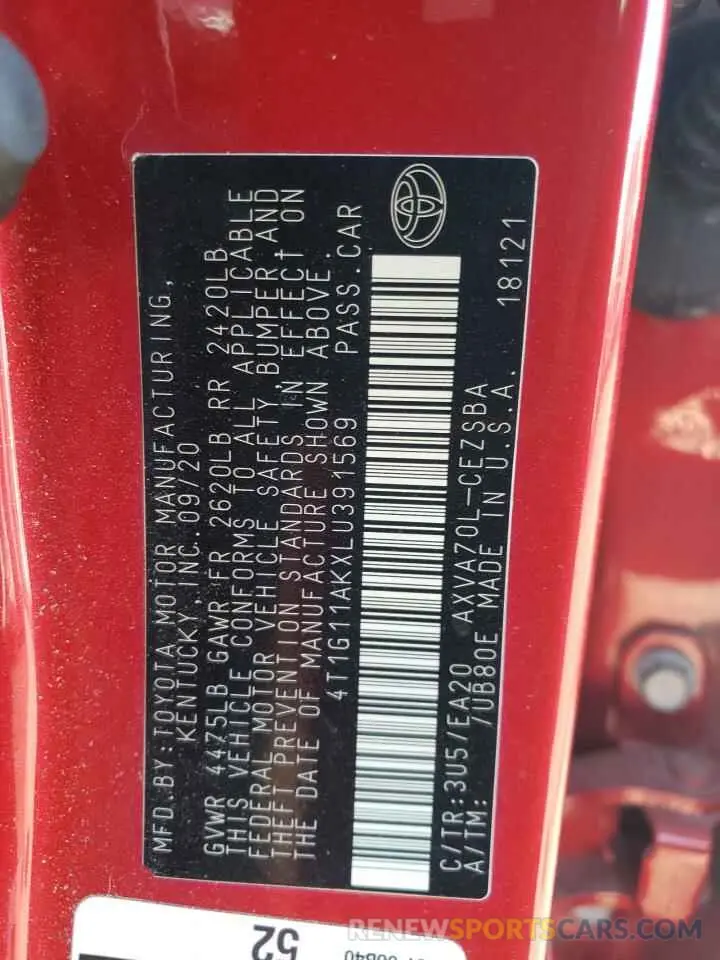 MFD.BY:TOYOTA MOTOR MANUFACTURING,
KENTUCKY, INC. 09/20
GVWR 4475LB GAWR FR 2620LB RR 2420LB
THIS VEHICLE CONFORMS TO ALL APPLICABLE
FEDERAL MOTOR VEHICLE SAFETY, BUMPER, AND
THEFT PREVENTION STANDARDS IN EFFECT ON
THE DATE OF MANUFACTURE SHOWN ABOVE.
4T1G11AKXLU391569 PASS.CAR
C/TR:3U5/EA20 AXVA70L-CEZSBA
A/TM: /UB80E MADE IN U.S.A. 18121
52
RENEWSPORTSCARS.COM